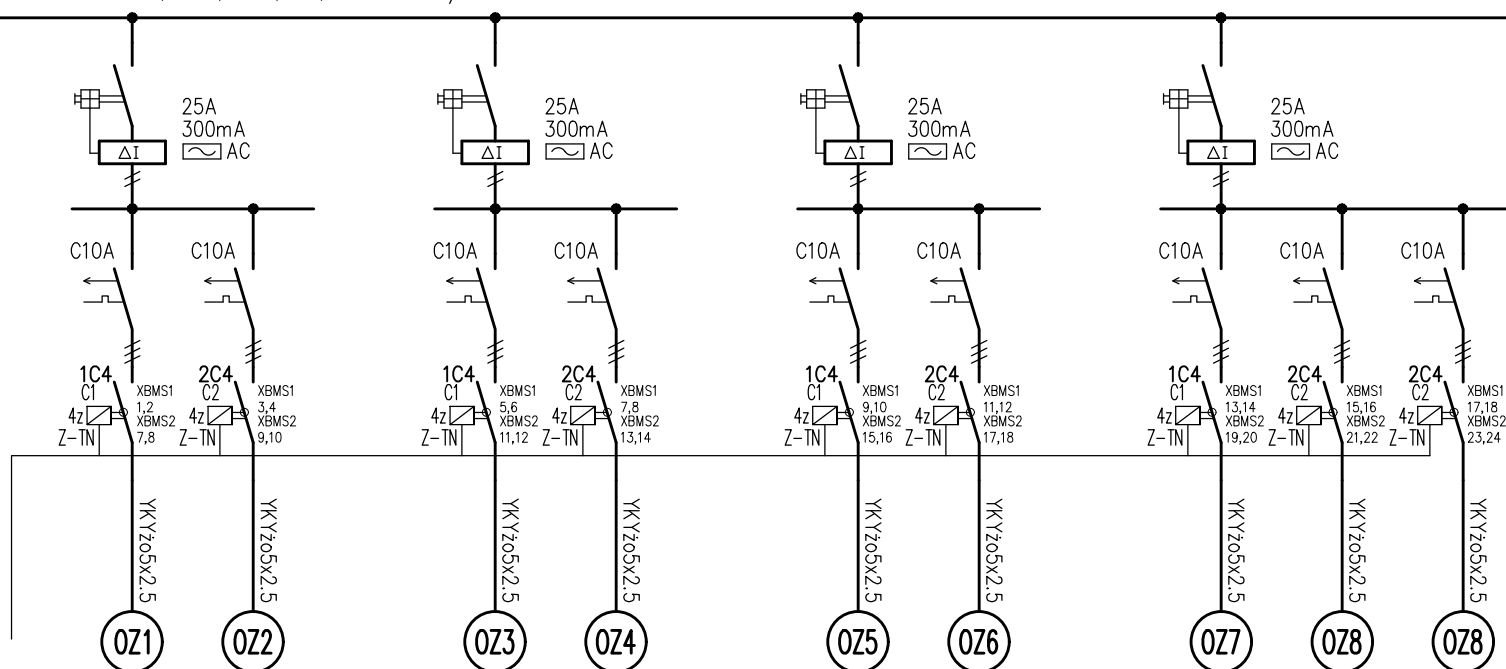 25A 25A 25A 25A
300mA 300mA 300mA 300mA
AC AC AC AC
ΔI ΔI ΔI ΔI
C10A C10A C10A C10A C10A C10A C10A C10A C10A
1C4 2C4 1C4 2C4 1C4 2C4 1C4 2C4 2C4
C1 XBMS1 C2 XBMS1 C1 XBMS1 C2 XBMS1 C1 XBMS1 C2 XBMS1 C1 XBMS1 C2 XBMS1 C2 XBMS1
1,2 3,4 5,6 7,8 9,10 11,12 13,14 15,16 17,18
4z XBMS2 4z XBMS2 4z XBMS2 4z XBMS2 4z XBMS2 4z XBMS2 4z XBMS2 4z XBMS2 4z XBMS2
Z-TN 7,8 Z-TN 9,10 Z-TN 11,12 Z-TN 13,14 Z-TN 15,16 Z-TN 17,18 Z-TN 19,20 Z-TN 21,22 Z-TN 23,24
YKYżo5x2.5 YKYżo5x2.5 YKYżo5x2.5 YKYżo5x2.5 YKYżo5x2.5 YKYżo5x2.5 YKYżo5x2.5 YKYżo5x2.5 YKYżo5x2.5
OZ1 OZ2 OZ3 OZ4 OZ5 OZ6 OZ7 OZ8 OZ8